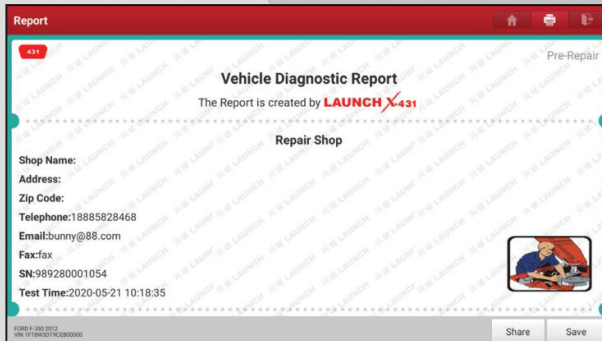 Report
431
Pre-Repair
Vehicle Diagnostic Report
The Report is created by LAUNCH X-431
Repair Shop
Shop Name:
Address:
Zip Code:
Telephone:18885828468
Email:bunny@88.com
Fax:fax
SN:989280001054
Test Time:2020-05-21 10:18:35
FORD F-350 2012
Share
Save